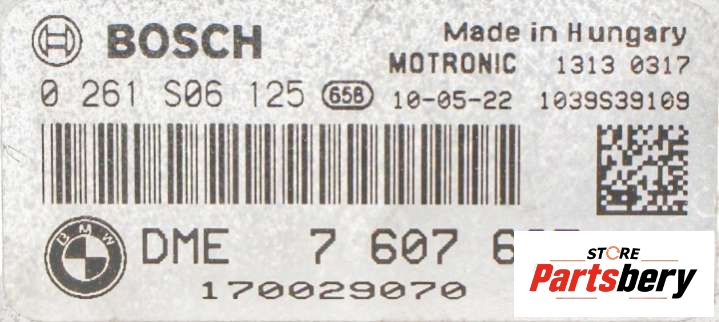 BOSCH
Made in Hungary
MOTRONIC 1313 0317
0 261 S06 125 658 10-05-22 1039S39109
BMW
DME 7 607
170029070
STORE
Partsbery